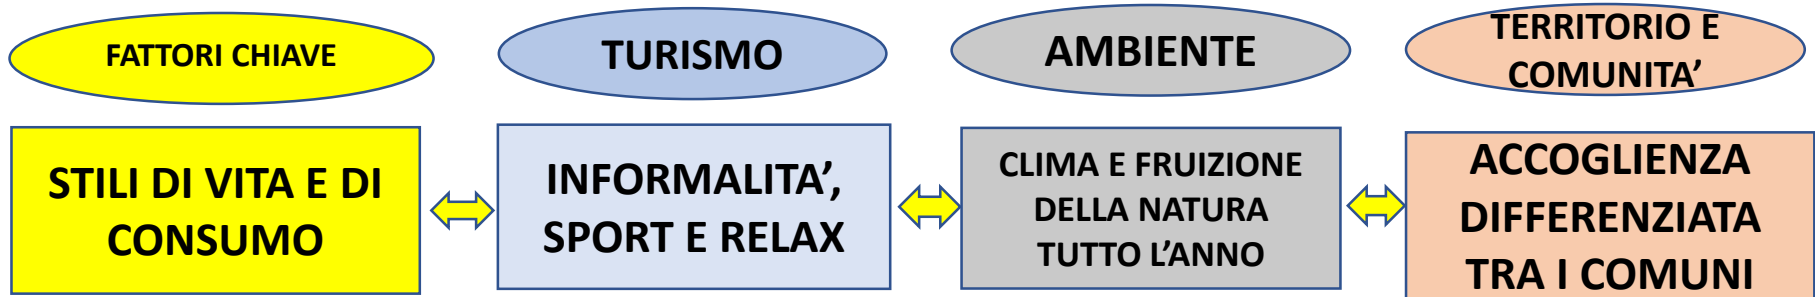 FATTORI CHIAVE
TURISMO
AMBIENTE
TERRITORIO E
COMUNITA’
STILI DI VITA E DI
CONSUMO
INFORMALITA’,
SPORT E RELAX
CLIMA E FRUIZIONE
DELLA NATURA
TUTTO L’ANNO
ACCOGLIENZA
DIFFERENZIATA
TRA I COMUNI